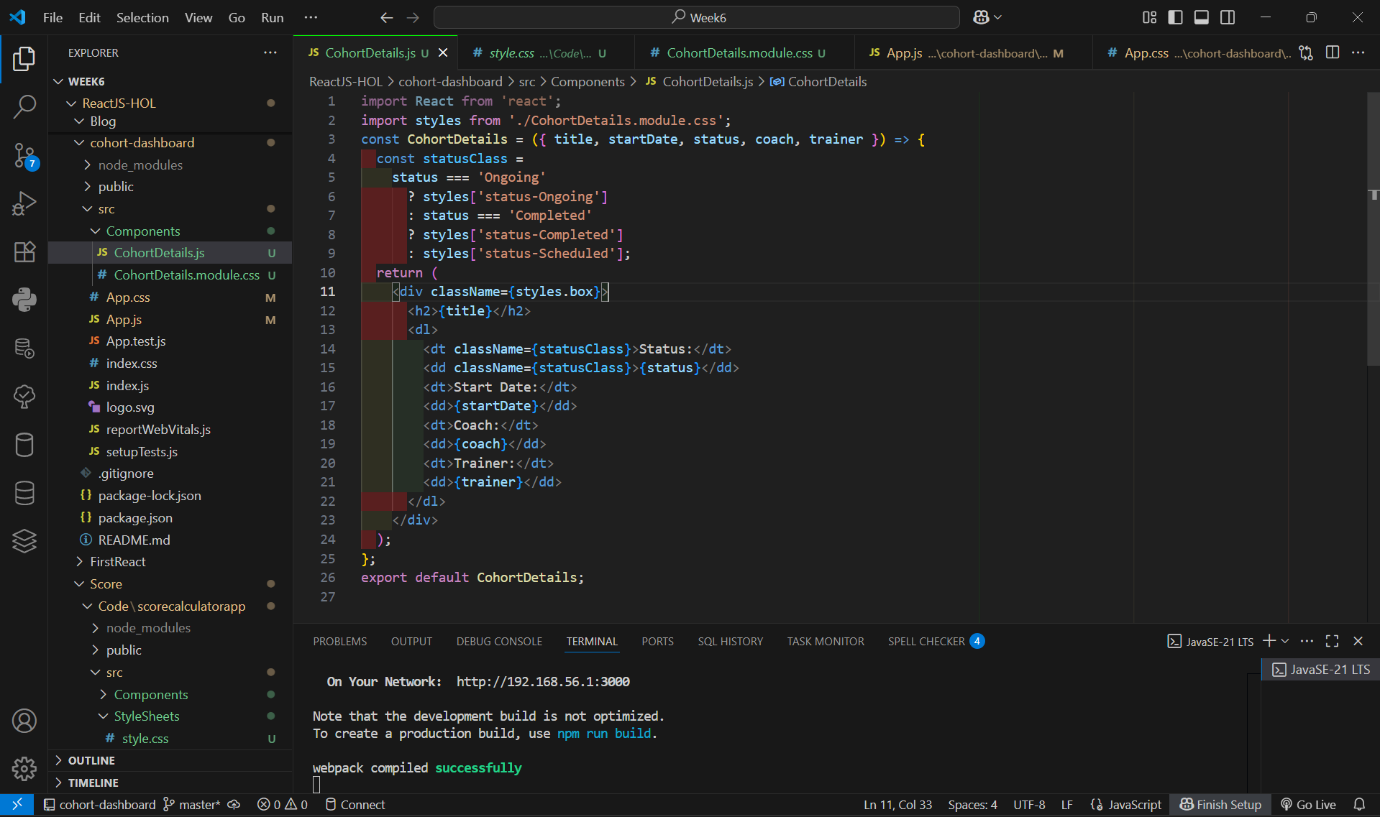 File Edit Selection View Go Run ··· Week6
EXPLORER ···
WEEK6
ReactJS-HOL
Blog
cohort-dashboard
node_modules
public
src
Components
JS CohortDetails.js U
# CohortDetails.module.css U
# App.css M
JS App.js M
JS App.test.js
# index.css
JS index.js
logo.svg
JS reportWebVitals.js
JS setupTests.js
.gitignore
{} package-lock.json
{} package.json
README.md
FirstReact
Score
Code\scorecalculatorapp
node_modules
public
src
Components
StyleSheets
# style.css U
OUTLINE
TIMELINE
7
JS CohortDetails.js U # style.css ...\Code\... U # CohortDetails.module.css U JS App.js ...\cohort-dashboard\... M # App.css ...\cohort-dashboard\..
ReactJS-HOL > cohort-dashboard > src > Components > JS CohortDetails.js > CohortDetails
1 import React from 'react';
2 import styles from './CohortDetails.module.css';
3 const CohortDetails = ({ title, startDate, status, coach, trainer }) => {
4 const statusClass =
5 status === 'Ongoing'
6 ? styles['status-Ongoing']
7 : status === 'Completed'
8 ? styles['status-Completed']
9 : styles['status-Scheduled'];
10 return (
11 <div className={styles.box}>
12 <h2>{title}</h2>
13 <dl>
14 <dt className={statusClass}>Status:</dt>
15 <dd className={statusClass}>{status}</dd>
16 <dt>Start Date:</dt>
17 <dd>{startDate}</dd>
18 <dt>Coach:</dt>
19 <dd>{coach}</dd>
20 <dt>Trainer:</dt>
21 <dd>{trainer}</dd>
22 </dl>
23 </div>
24 );
25 };
26 export default CohortDetails;
27
PROBLEMS OUTPUT DEBUG CONSOLE TERMINAL PORTS SQL HISTORY TASK MONITOR SPELL CHECKER 4 JavaSE-21 LTS
JavaSE-21 LTS
On Your Network: http://192.168.56.1:3000
Note that the development build is not optimized.
To create a production build, use npm run build.
webpack compiled successfully
cohort-dashboard master* 0 0 Connect Ln 11, Col 33 Spaces: 4 UTF-8 LF JavaScript Finish Setup Go Live